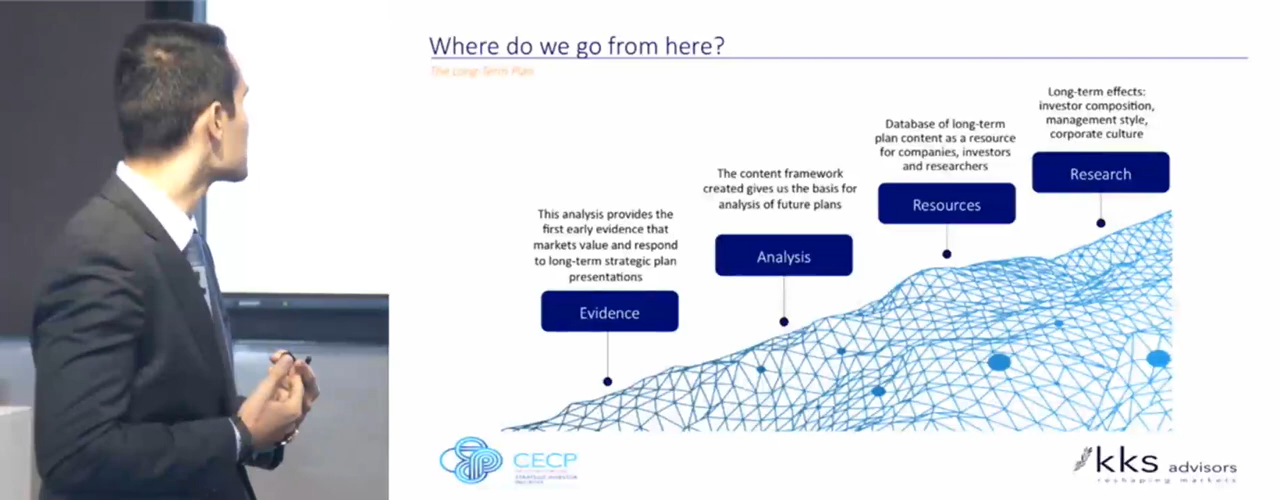 Where do we go from here?
The Long-Term Plan
Long-term effects:
investor composition,
management style,
corporate culture
Research
Database of long-term
plan content as a resource
for companies, investors
and researchers
Resources
The content framework
created gives us the basis for
analysis of future plans
Analysis
This analysis provides the
first early evidence that
markets value and respond
to long-term strategic plan
presentations
Evidence
CECP
STRATEGIC INVESTOR
INITIATIVE
kks advisors
reshaping markets